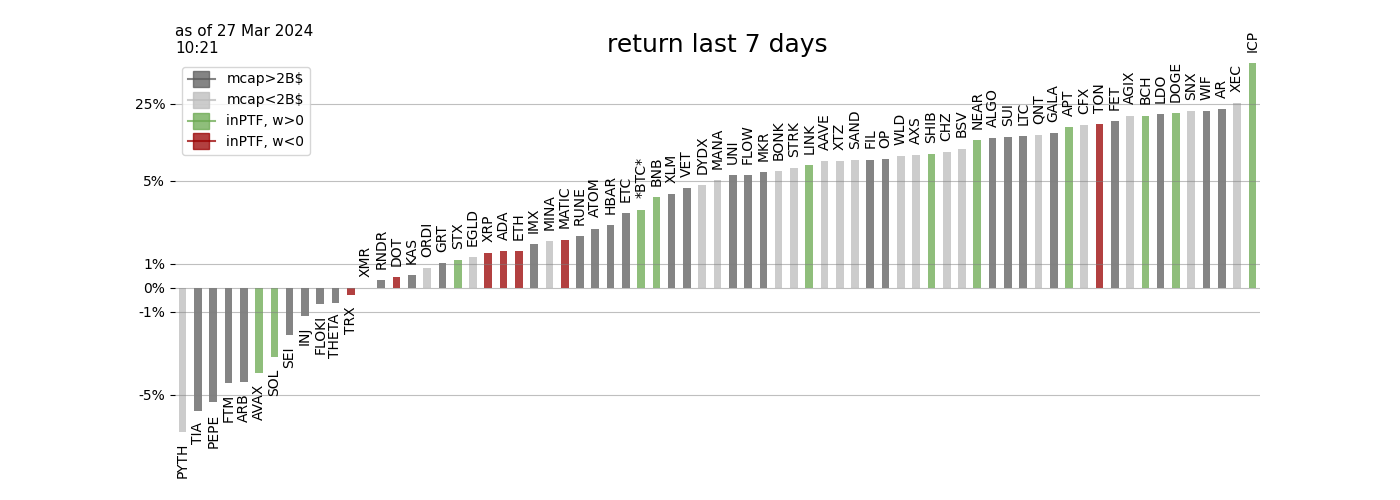 as of 27 Mar 2024
10:21
return last 7 days
mcap>2B$
mcap<2B$
inPTF, w>0
inPTF, w<0
25%
5%
1%
0%
-1%
-5%
PYTH
TIA
PEPE
FTM
ARB
AVAX
SOL
SEI
INJ
FLOKI
THETA
TRX
XMR
RNDR
DOT
KAS
ORDI
GRT
STX
EGLD
XRP
ADA
ETH
IMX
MINA
MATIC
RUNE
ATOM
HBAR
ETC
*BTC*
BNB
XLM
VET
DYDX
MANA
UNI
FLOW
MKR
BONK
STRK
LINK
AAVE
XTZ
SAND
FIL
OP
WLD
AXS
SHIB
CHZ
BSV
NEAR
ALGO
SUI
LTC
QNT
GALA
APT
CFX
TON
FET
AGIX
BCH
LDO
DOGE
SNX
WIF
AR
XEC
ICP